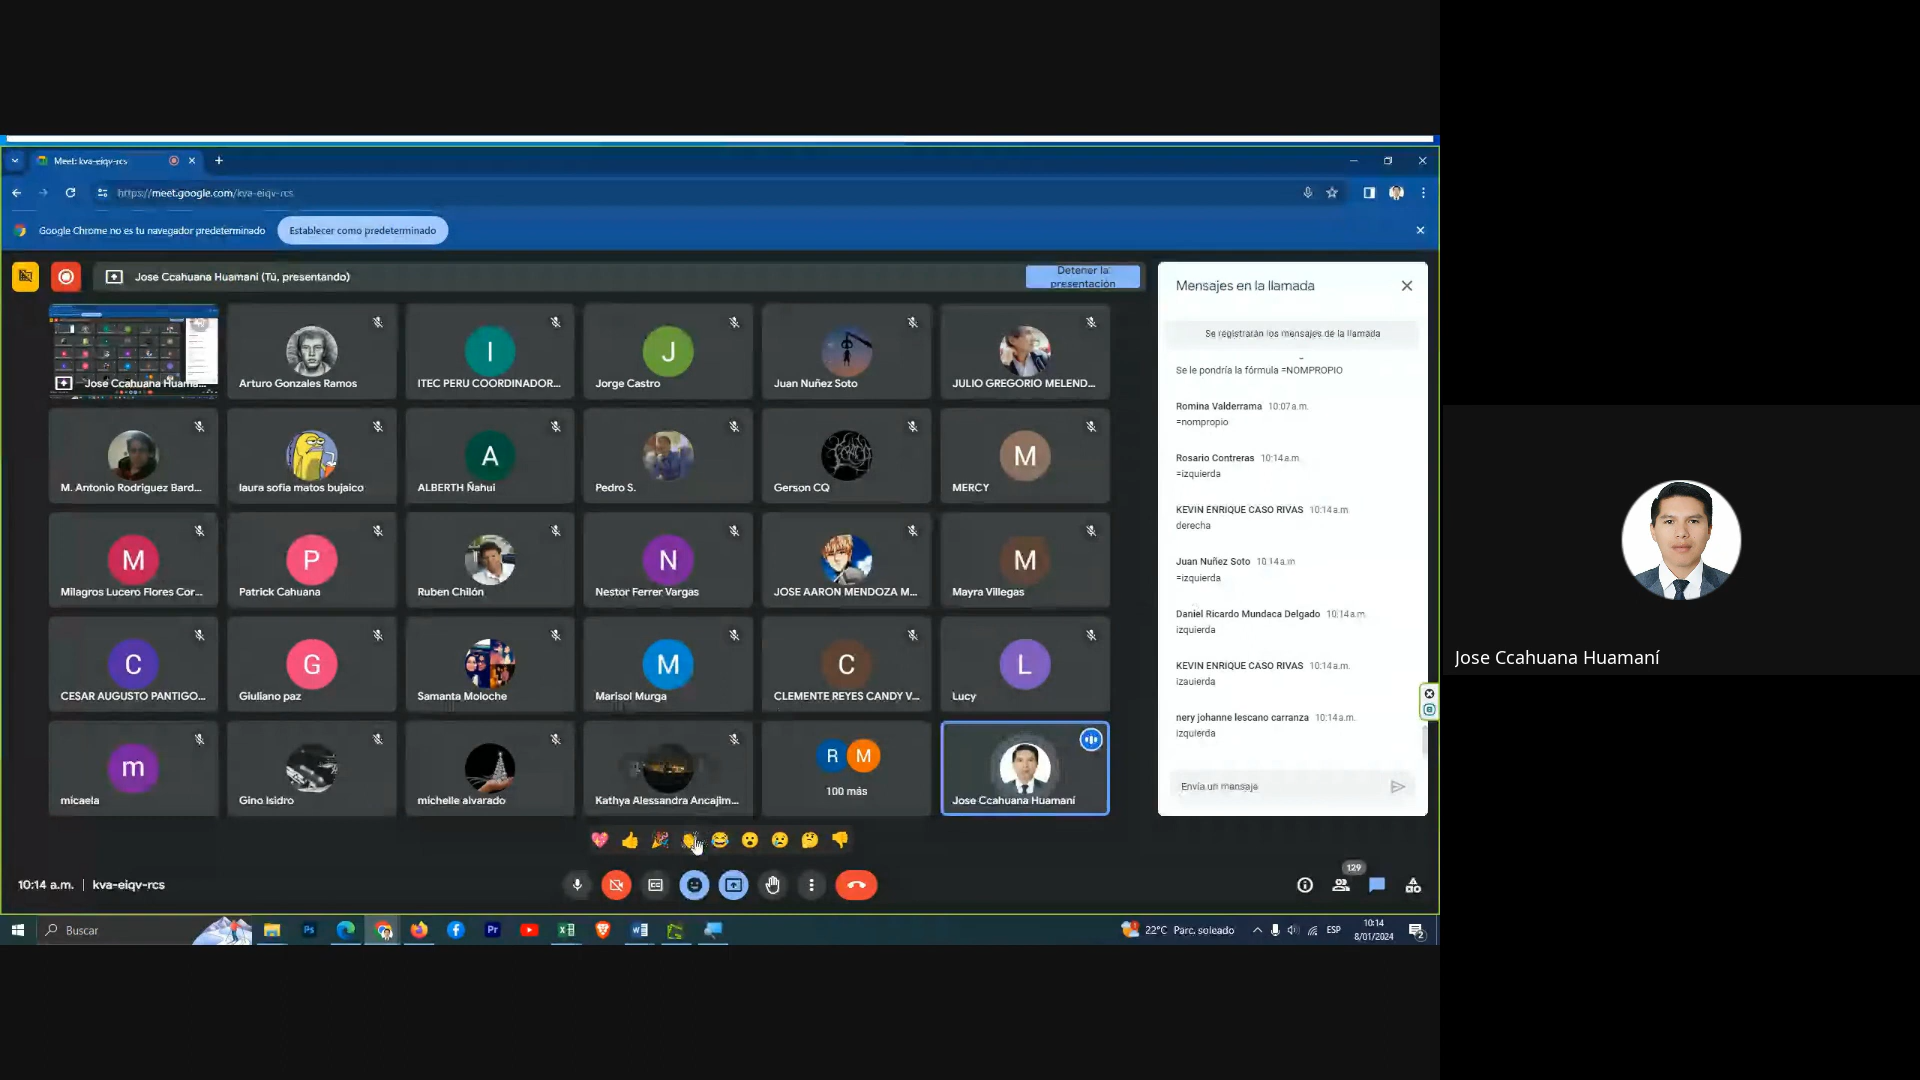 Meet: kva-eiqv-rcs
https://meet.google.com/kva-eiqv-rcs
Google Chrome no es tu navegador predeterminado
Establecer como predeterminado
Jose Ccahuana Huamaní (Tú, presentando)
Detener la
presentación
Jose Ccahuana Huama...
Arturo Gonzales Ramos
I
ITEC PERU COORDINADOR...
J
Jorge Castro
Juan Nuñez Soto
JULIO GREGORIO MELEND...
M. Antonio Rodriguez Bard...
laura sofia matos bujaico
A
ALBERTH Ñahui
Pedro S.
Gerson CQ
M
MERCY
M
Milagros Lucero Flores Cor...
P
Patrick Cahuana
Ruben Chilón
N
Nestor Ferrer Vargas
JOSE AARON MENDOZA M...
M
Mayra Villegas
C
CESAR AUGUSTO PANTIGO...
G
Giuliano paz
Samanta Moloche
M
Marisol Murga
C
CLEMENTE REYES CANDY V...
L
Lucy
m
micaela
Gino Isidro
michelle alvarado
Kathya Alessandra Ancajim...
R M
100 más
Jose Ccahuana Huamaní
Mensajes en la llamada
Se registrarán los mensajes de la llamada
Se le pondría la fórmula =NOMPROPIO
Romina Valderrama 10:07 a.m.
=nompropio
Rosario Contreras 10:14 a.m.
=izquierda
KEVIN ENRIQUE CASO RIVAS 10:14 a.m.
derecha
Juan Nuñez Soto 10:14 a.m.
=izquierda
Daniel Ricardo Mundaca Delgado 10:14 a.m.
izquierda
KEVIN ENRIQUE CASO RIVAS 10:14 a.m.
izauierda
nery johanne lescano carranza 10:14 a.m.
izquierda
Envía un mensaje
10:14 a.m. | kva-eiqv-rcs
129
Buscar
Ps
Pr
22°C Parc. soleado
ESP
10:14
8/01/2024
2
Jose Ccahuana Huamaní